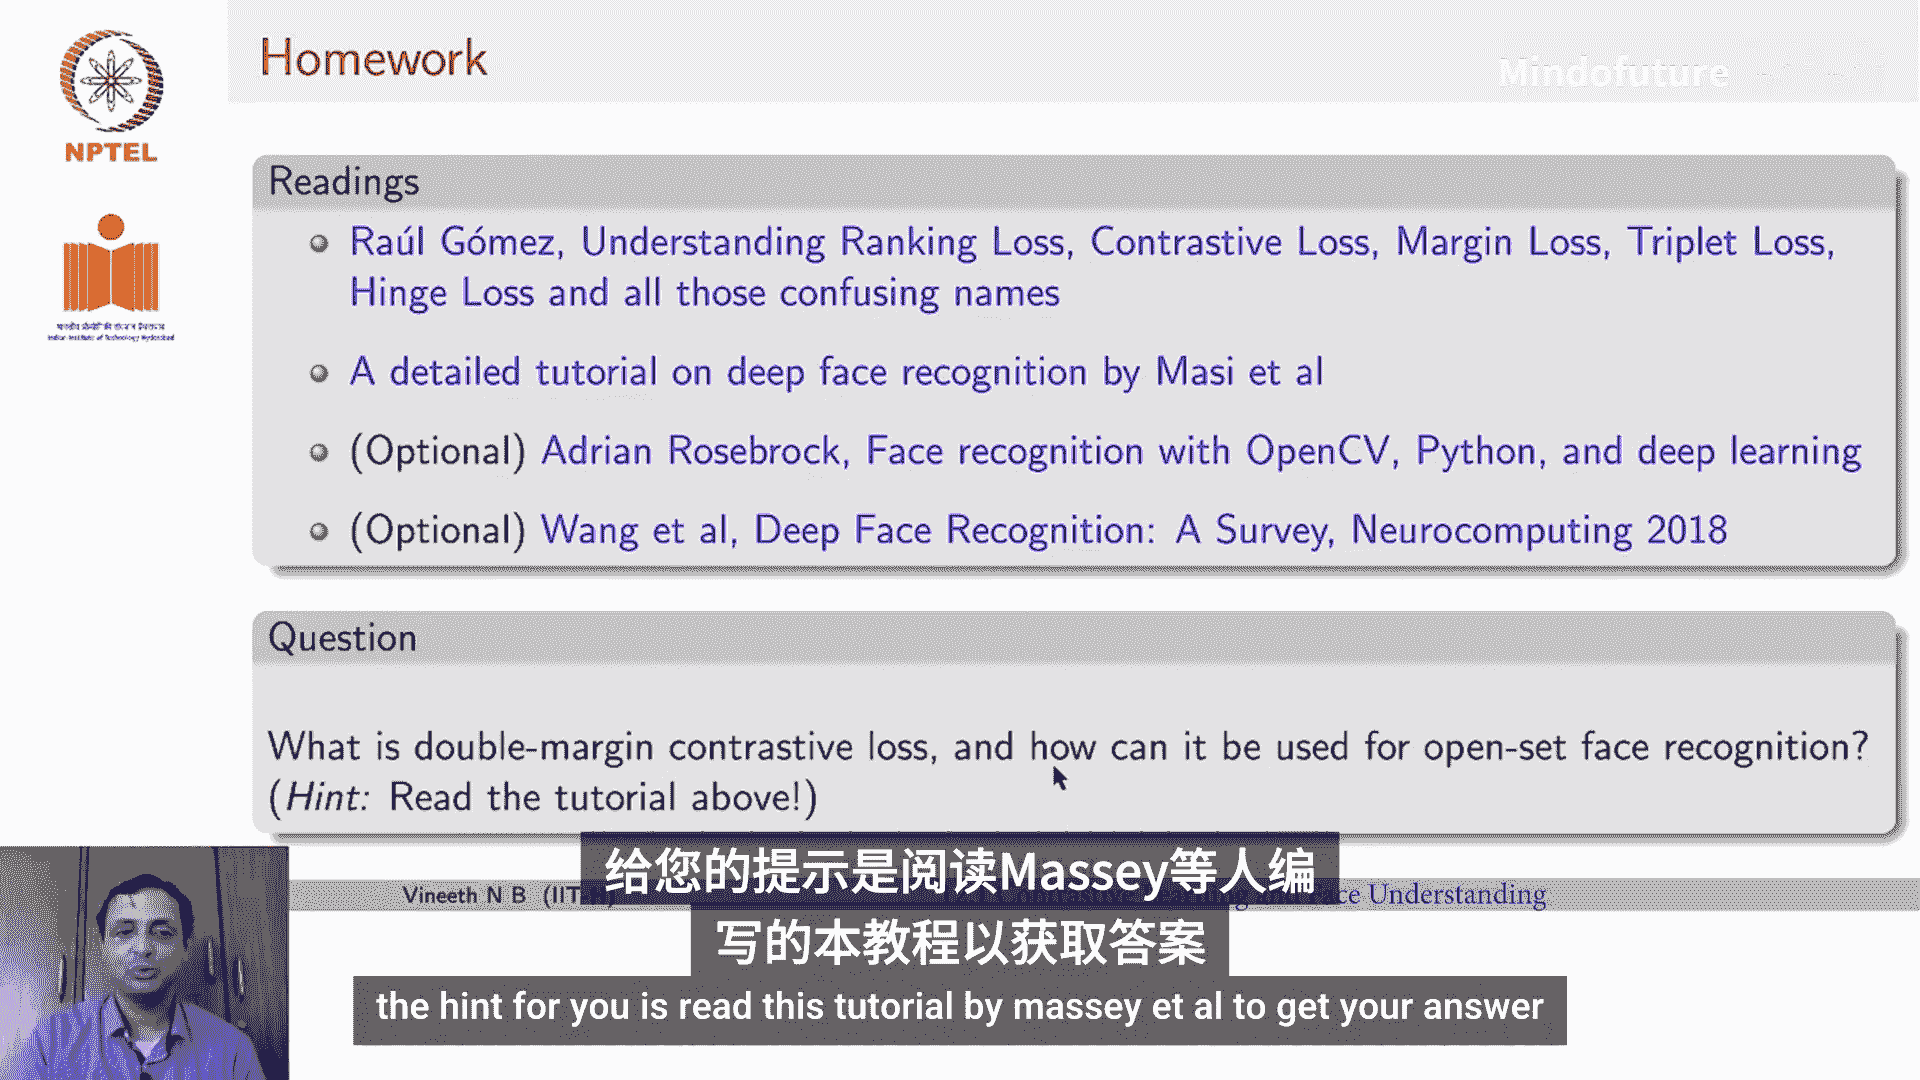 Homework
Mindofuture
NPTEL
Readings
Raúl Gómez, Understanding Ranking Loss, Contrastive Loss, Margin Loss, Triplet Loss,
Hinge Loss and all those confusing names
A detailed tutorial on deep face recognition by Masi et al
(Optional) Adrian Rosebrock, Face recognition with OpenCV, Python, and deep learning
(Optional) Wang et al, Deep Face Recognition: A Survey, Neurocomputing 2018
Question
What is double-margin contrastive loss, and how can it be used for open-set face recognition?
(Hint: Read the tutorial above!)
Vineeth N B (IIT-H) Understanding
给您的提示是阅读Massey等人编
写的本教程以获取答案
the hint for you is read this tutorial by massey et al to get your answer